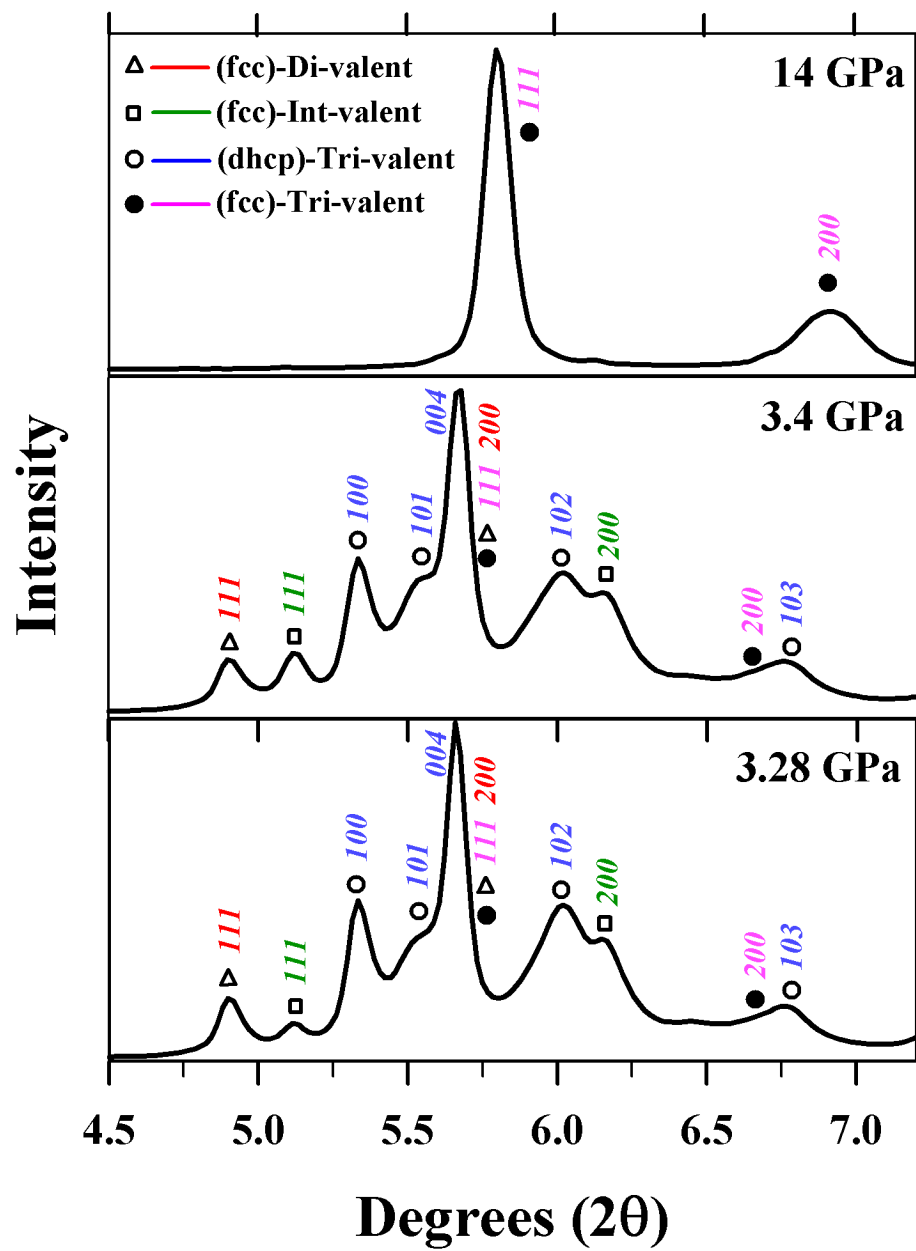 14 GPa
(fcc)-Di-valent
(fcc)-Int-valent
(dhcp)-Tri-valent
(fcc)-Tri-valent
111
200
3.4 GPa
111
111
100
101
004
111 200
102
200
200
103
3.28 GPa
111
111
100
101
004
111 200
102
200
200
103
Intensity
4.5 5.0 5.5 6.0 6.5 7.0
Degrees (2θ)